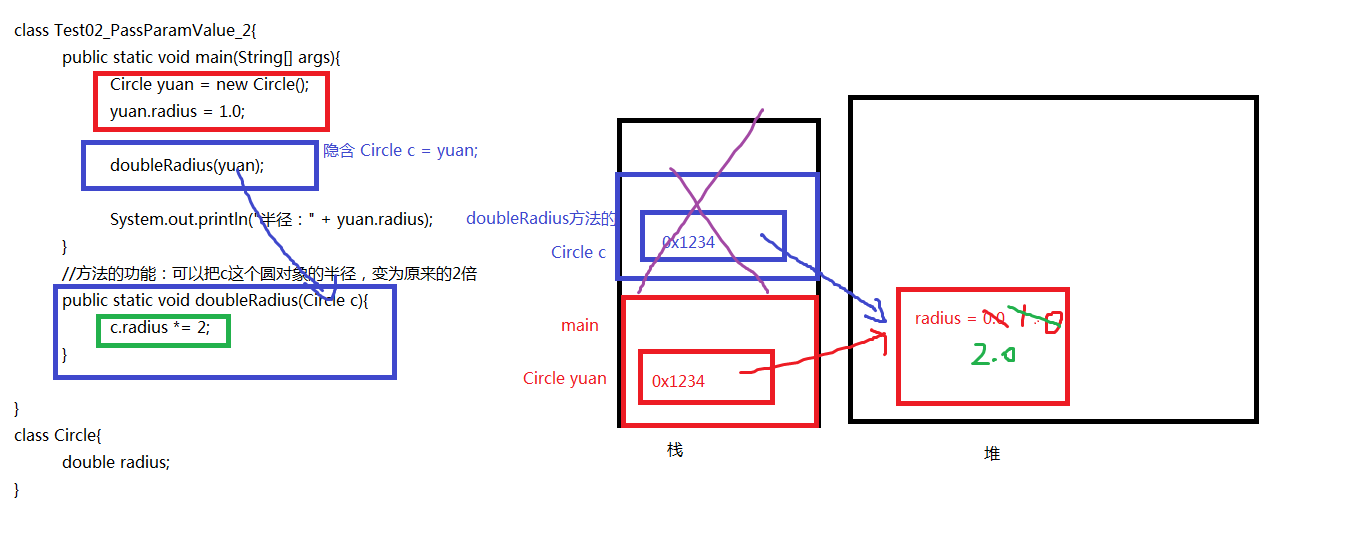 class Test02_PassParamValue_2{
public static void main(String[] args){
Circle yuan = new Circle();
yuan.radius = 1.0;
doubleRadius(yuan);
隐含 Circle c = yuan;
System.out.println("半径：" + yuan.radius);
}
//方法的功能：可以把c这个圆对象的半径，变为原来的2倍
public static void doubleRadius(Circle c){
c.radius *= 2;
}
}
class Circle{
double radius;
}
doubleRadius方法的
0x1234
Circle c
main
Circle yuan
0x1234
栈
radius = 0.0 1.0
2.0
堆